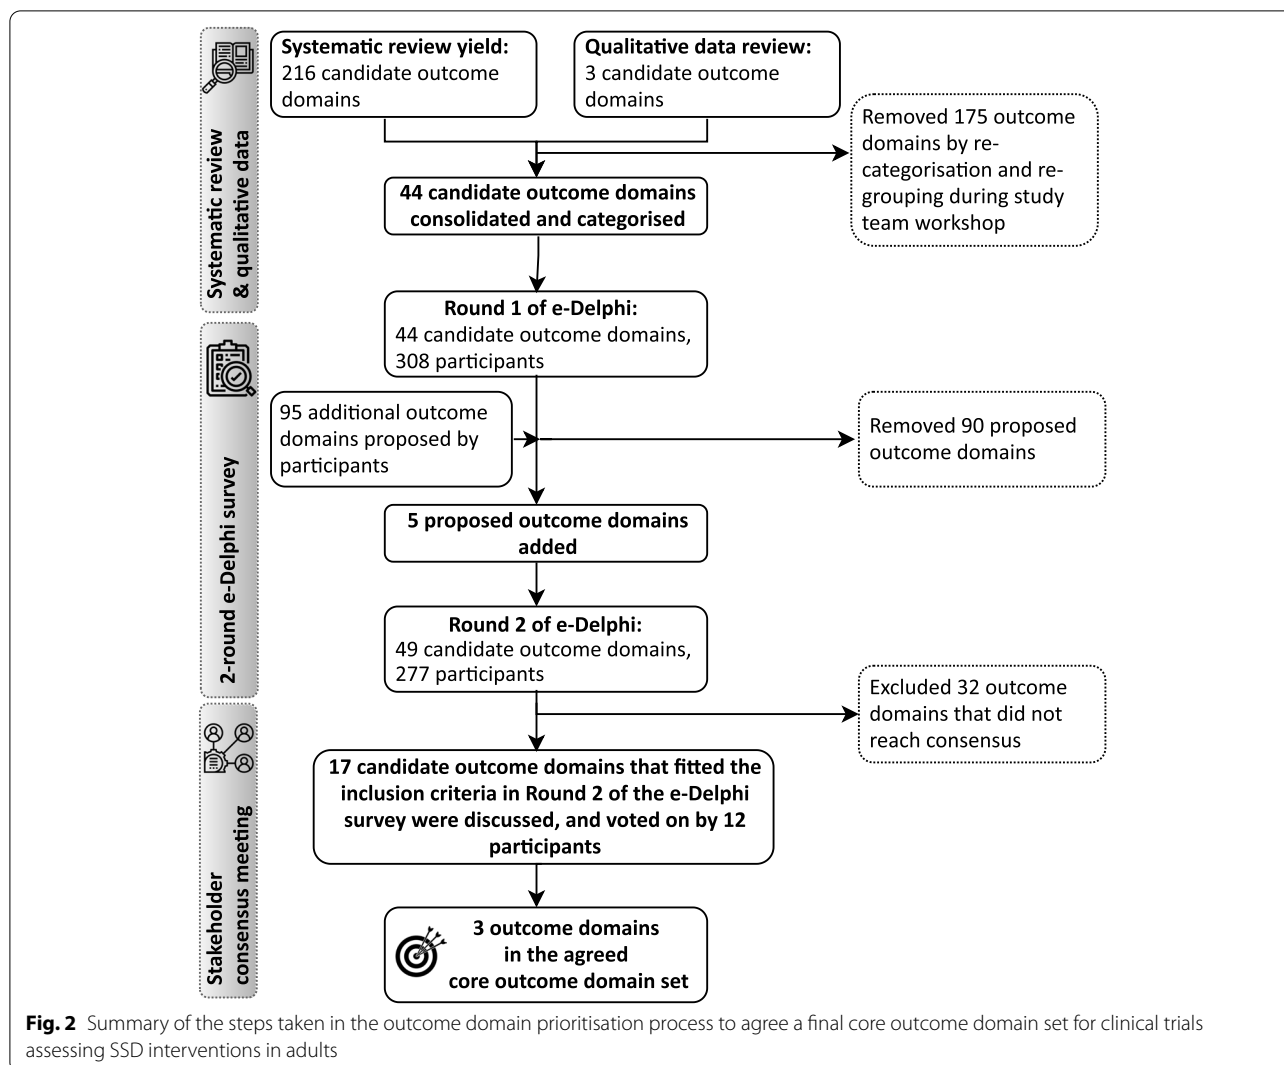 Systematic review & qualitative data
Systematic review yield:
216 candidate outcome
domains
Qualitative data review:
3 candidate outcome
domains
Removed 175 outcome
domains by re-
categorisation and re-
grouping during study
team workshop
44 candidate outcome domains
consolidated and categorised
2-round e-Delphi survey
Round 1 of e-Delphi:
44 candidate outcome domains,
308 participants
95 additional outcome
domains proposed by
participants
Removed 90 proposed
outcome domains
5 proposed outcome domains
added
Round 2 of e-Delphi:
49 candidate outcome domains,
277 participants
Excluded 32 outcome
domains that did not
reach consensus
Stakeholder
consensus meeting
17 candidate outcome domains that fitted the
inclusion criteria in Round 2 of the e-Delphi
survey were discussed, and voted on by 12
participants
3 outcome domains
in the agreed
core outcome domain set
Fig. 2 Summary of the steps taken in the outcome domain prioritisation process to agree a final core outcome domain set for clinical trials
assessing SSD interventions in adults